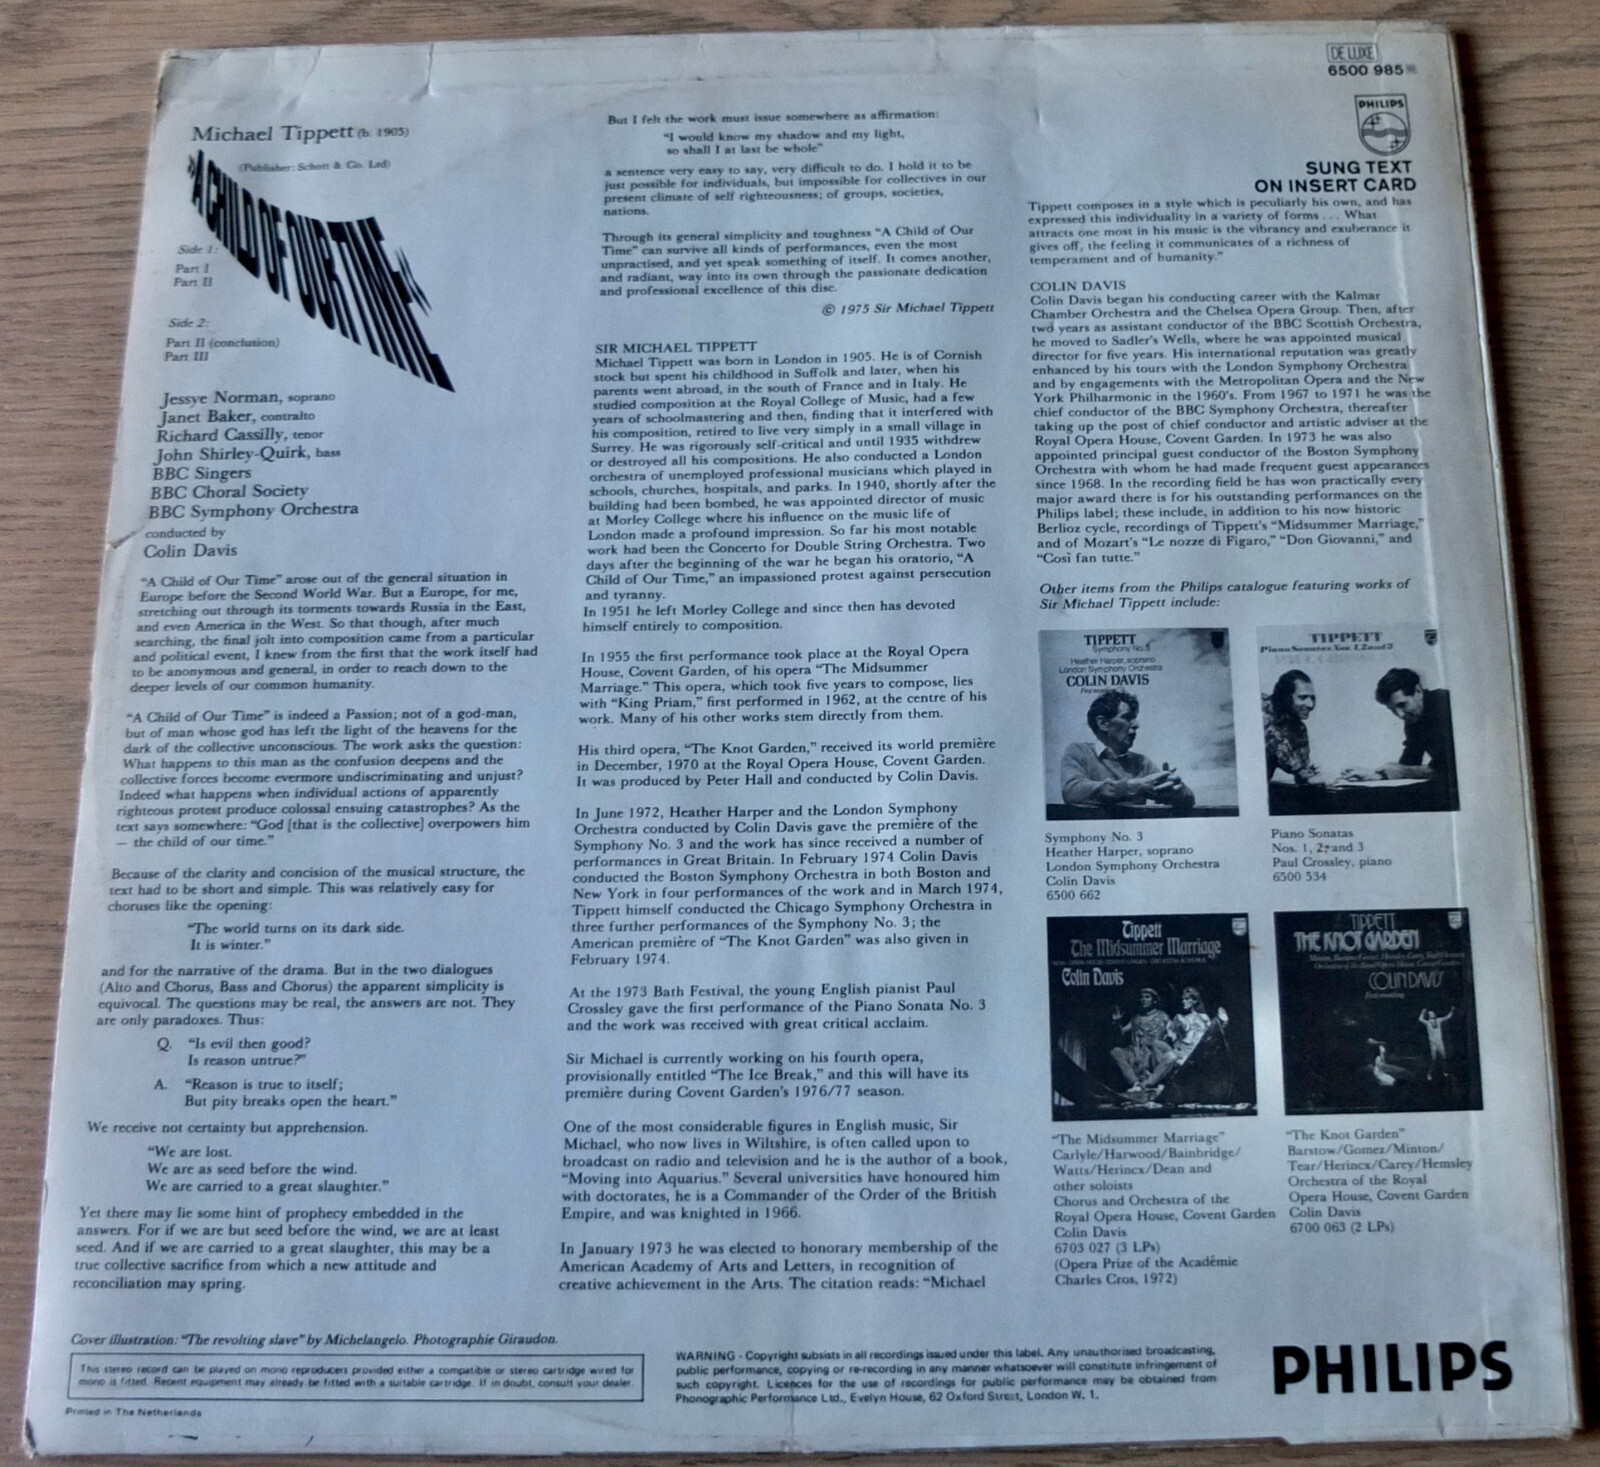 Michael Tippett (b. 1905)
(Publisher: Schott & Co. Ltd)
"A CHILD OF OUR TIME"
Side 1:
Part I
Part II
Side 2:
Part II (conclusion)
Part III
Jessye Norman, soprano
Janet Baker, contralto
Richard Cassilly, tenor
John Shirley-Quirk, bass
BBC Singers
BBC Choral Society
BBC Symphony Orchestra
conducted by
Colin Davis
"A Child of Our Time" arose out of the general situation in
Europe before the Second World War. But a Europe, for me,
stretching out through its torments towards Russia in the East,
and even America in the West. So that though, after much
searching, the final jolt into composition came from a particular
and political event, I knew from the first that the work itself had
to be anonymous and general, in order to reach down to the
deeper levels of our common humanity.
"A Child of Our Time" is indeed a Passion; not of a god-man,
but of man whose god has left the light of the heavens for the
dark of the collective unconscious. The work asks the question:
What happens to this man as the confusion deepens and the
collective forces become evermore undiscriminating and unjust?
Indeed what happens when individual actions of apparently
righteous protest produce colossal ensuing catastrophes? As the
text says somewhere: "God [that is the collective] overpowers him
— the child of our time."
Because of the clarity and concision of the musical structure, the
text had to be short and simple. This was relatively easy for
choruses like the opening:
"The world turns on its dark side.
It is winter."
and for the narrative of the drama. But in the two dialogues
(Alto and Chorus, Bass and Chorus) the apparent simplicity is
equivocal. The questions may be real, the answers are not. They
are only paradoxes. Thus:
Q. "Is evil then good?
Is reason untrue?"
A. "Reason is true to itself;
But pity breaks open the heart."
We receive not certainty but apprehension.
"We are lost.
We are as seed before the wind.
We are carried to a great slaughter."
Yet there may lie some hint of prophecy embedded in the
answers. For if we are but seed before the wind, we are at least
seed. And if we are carried to a great slaughter, this may be a
true collective sacrifice from which a new attitude and
reconciliation may spring.
But I felt the work must issue somewhere as affirmation:
"I would know my shadow and my light,
so shall I at last be whole"
a sentence very easy to say, very difficult to do. I hold it to be
just possible for individuals, but impossible for collectives in our
present climate of self righteousness; of groups, societies,
nations.
Through its general simplicity and toughness "A Child of Our
Time" can survive all kinds of performances, even the most
unpractised, and yet speak something of itself. It comes another,
and radiant, way into its own through the passionate dedication
and professional excellence of this disc.
© 1975 Sir Michael Tippett
SIR MICHAEL TIPPETT
Michael Tippett was born in London in 1905. He is of Cornish
stock but spent his childhood in Suffolk and later, when his
parents went abroad, in the south of France and in Italy. He
studied composition at the Royal College of Music, had a few
years of schoolmastering and then, finding that it interfered with
his composition, retired to live very simply in a small village in
Surrey. He was rigorously self-critical and until 1935 withdrew
or destroyed all his compositions. He also conducted a London
orchestra of unemployed professional musicians which played in
schools, churches, hospitals, and parks. In 1940, shortly after the
building had been bombed, he was appointed director of music
at Morley College where his influence on the music life of
London made a profound impression. So far his most notable
work had been the Concerto for Double String Orchestra. Two
days after the beginning of the war he began his oratorio, "A
Child of Our Time," an impassioned protest against persecution
and tyranny.
In 1951 he left Morley College and since then has devoted
himself entirely to composition.
In 1955 the first performance took place at the Royal Opera
House, Covent Garden, of his opera "The Midsummer
Marriage." This opera, which took five years to compose, lies
with "King Priam," first performed in 1962, at the centre of his
work. Many of his other works stem directly from them.
His third opera, "The Knot Garden," received its world première
in December, 1970 at the Royal Opera House, Covent Garden.
It was produced by Peter Hall and conducted by Colin Davis.
In June 1972, Heather Harper and the London Symphony
Orchestra conducted by Colin Davis gave the première of the
Symphony No. 3 and the work has since received a number of
performances in Great Britain. In February 1974 Colin Davis
conducted the Boston Symphony Orchestra in both Boston and
New York in four performances of the work and in March 1974,
Tippett himself conducted the Chicago Symphony Orchestra in
three further performances of the Symphony No. 3; the
American première of "The Knot Garden" was also given in
February 1974.
At the 1973 Bath Festival, the young English pianist Paul
Crossley gave the first performance of the Piano Sonata No. 3
and the work was received with great critical acclaim.
Sir Michael is currently working on his fourth opera,
provisionally entitled "The Ice Break," and this will have its
première during Covent Garden's 1976/77 season.
One of the most considerable figures in English music, Sir
Michael, who now lives in Wiltshire, is often called upon to
broadcast on radio and television and he is the author of a book,
"Moving into Aquarius." Several universities have honoured him
with doctorates, he is a Commander of the Order of the British
Empire, and was knighted in 1966.
In January 1973 he was elected to honorary membership of the
American Academy of Arts and Letters, in recognition of
creative achievement in the Arts. The citation reads: "Michael
DE LUXE
6500 985
PHILIPS
SUNG TEXT
ON INSERT CARD
Tippett composes in a style which is peculiarly his own, and has
expressed this individuality in a variety of forms . . . What
attracts one most in his music is the vibrancy and exuberance it
gives off, the feeling it communicates of a richness of
temperament and of humanity."
COLIN DAVIS
Colin Davis began his conducting career with the Kalmar
Chamber Orchestra and the Chelsea Opera Group. Then, after
two years as assistant conductor of the BBC Scottish Orchestra,
he moved to Sadler's Wells, where he was appointed musical
director for five years. His international reputation was greatly
enhanced by his tours with the London Symphony Orchestra
and by engagements with the Metropolitan Opera and the New
York Philharmonic in the 1960's. From 1967 to 1971 he was the
chief conductor of the BBC Symphony Orchestra, thereafter
taking up the post of chief conductor and artistic adviser at the
Royal Opera House, Covent Garden. In 1973 he was also
appointed principal guest conductor of the Boston Symphony
Orchestra with whom he had made frequent guest appearances
since 1968. In the recording field he has won practically every
major award there is for his outstanding performances on the
Philips label; these include, in addition to his now historic
Berlioz cycle, recordings of Tippett's "Midsummer Marriage,"
and of Mozart's "Le nozze di Figaro," "Don Giovanni," and
"Così fan tutte."
Other items from the Philips catalogue featuring works of
Sir Michael Tippett include:
TIPPETT
Symphony No. 3
Heather Harper, soprano
London Symphony Orchestra
COLIN DAVIS
Symphony No. 3
Heather Harper, soprano
London Symphony Orchestra
Colin Davis
6500 662
TIPPETT
Piano Sonatas Nos. 1, 2 and 3
Piano Sonatas
Nos. 1, 2, and 3
Paul Crossley, piano
6500 534
Tippett
The Midsummer Marriage
Colin Davis
"The Midsummer Marriage"
Carlyle/Harwood/Bainbridge/
Watts/Herincx/Dean and
other soloists
Chorus and Orchestra of the
Royal Opera House, Covent Garden
Colin Davis
6703 027 (3 LPs)
(Opera Prize of the Académie
Charles Cros, 1972)
TIPPETT
THE KNOT GARDEN
COLIN DAVIS
"The Knot Garden"
Barstow/Gomez/Minton/
Tear/Herincx/Carey/Hemsley
Orchestra of the Royal
Opera House, Covent Garden
Colin Davis
6700 063 (2 LPs)
Cover illustration: "The revolting slave" by Michelangelo. Photographie Giraudon.
This stereo record can be played on mono reproducers provided either a compatible or stereo cartridge wired for
mono is fitted. Recent equipment may already be fitted with a suitable cartridge. If in doubt, consult your dealer.
Printed in The Netherlands
WARNING - Copyright subsists in all recordings issued under this label. Any unauthorised broadcasting,
public performance, copying or re-recording in any manner whatsoever will constitute infringement of
such copyright. Licences for the use of recordings for public performance may be obtained from
Phonographic Performance Ltd., Evelyn House, 62 Oxford Street, London W. 1.
PHILIPS